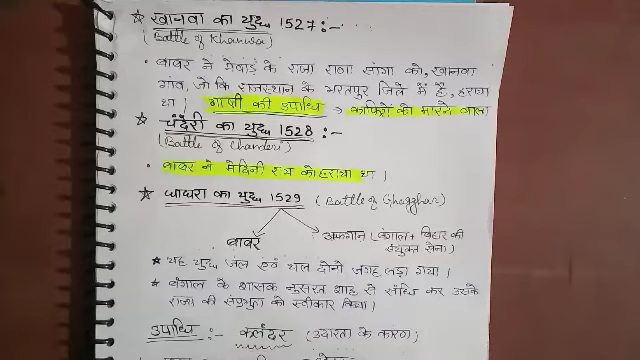 ★ खानवा का युद्ध 1527 :-
(Battle of Khanwa)
• बाबर ने मेवाड़ के राजा राणा सांगा को, खानवा
गांव, जो कि राजस्थान के भरतपुर जिले में है, हराया
था। गाजी की उपाधि → काफिरों को मारने वाला
★ चंदेरी का युद्ध 1528 :-
(Battle of Chanderi)
• बाबर ने मेदिनी राय को हराया था।
★ घाघरा का युद्ध 1529 (Battle of Ghagghar)
बाबर अफगान (बंगाल + बिहार की
संयुक्त सेना)
★ यह युद्ध जल एवं थल दोनो जगह लड़ा गया।
★ बंगाल के शासक नुसरत शाह से संधि कर उसके
राज्य की संप्रभुता को स्वीकार किया।
उपाधि :- कलंदर (उदारता के कारण)